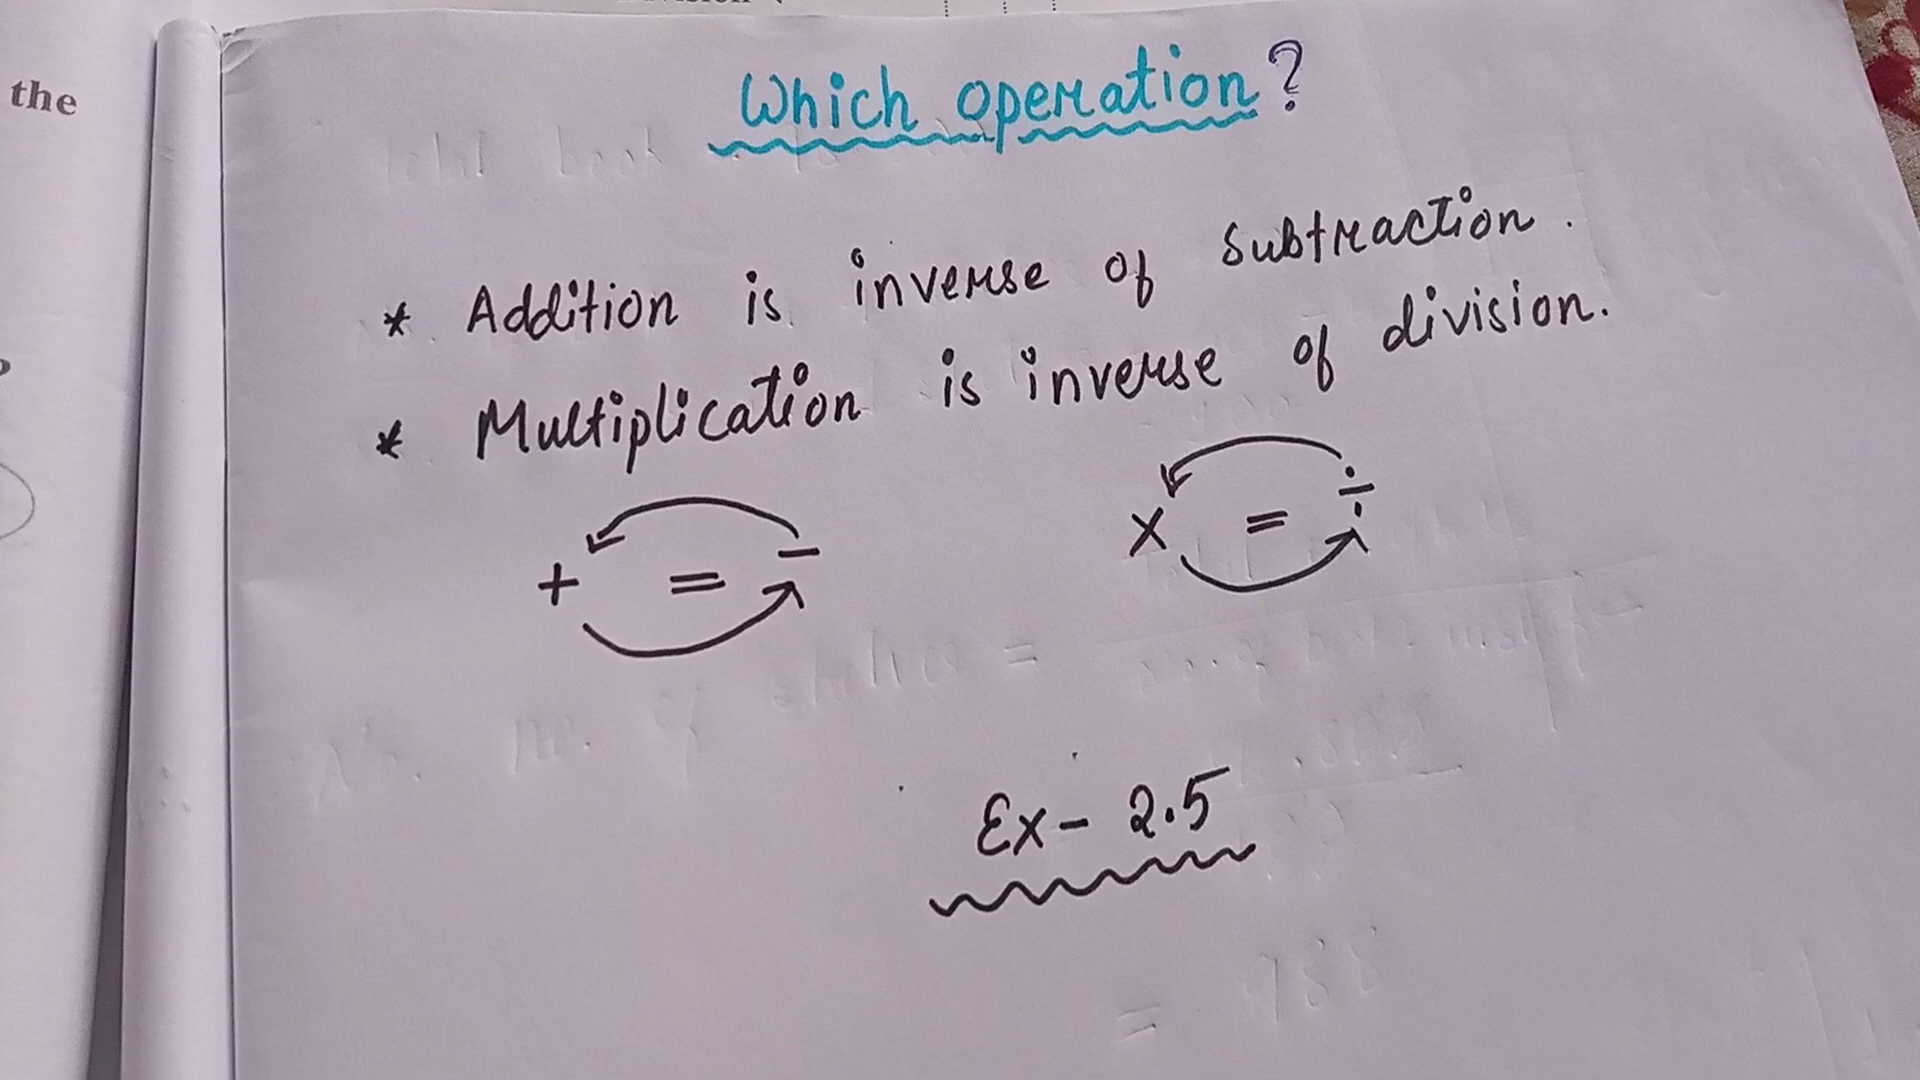 the
Which operation?
* Addition is inverse of subtraction.
* Multiplication is inverse of division.
+ = −
× = ÷
Ex- 2.5